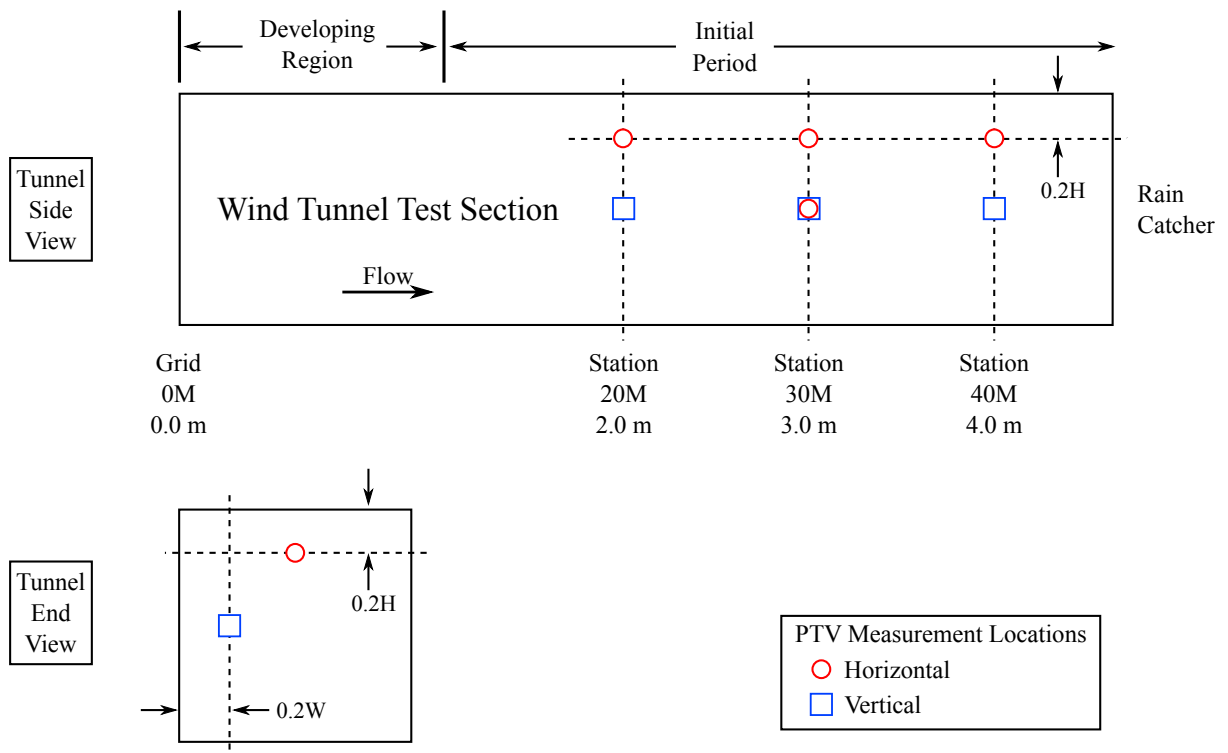 Developing
Region
Initial
Period
Tunnel
Side
View
Wind Tunnel Test Section
Flow
0.2H
Rain
Catcher
Grid
0M
0.0 m
Station
20M
2.0 m
Station
30M
3.0 m
Station
40M
4.0 m
Tunnel
End
View
0.2H
0.2W
PTV Measurement Locations
Horizontal
Vertical